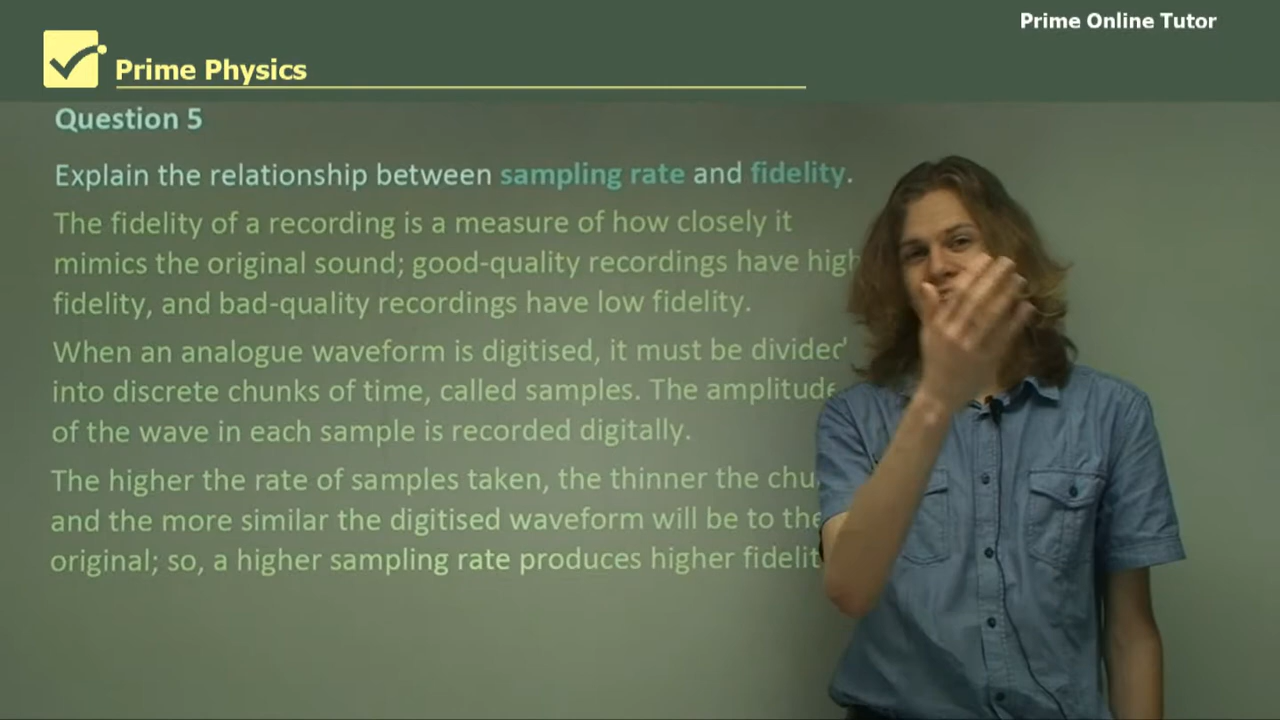 Prime Online Tutor
Prime Physics
Question 5
Explain the relationship between sampling rate and fidelity.
The fidelity of a recording is a measure of how closely it
mimics the original sound; good-quality recordings have high
fidelity, and bad-quality recordings have low fidelity.
When an analogue waveform is digitised, it must be divided
into discrete chunks of time, called samples. The amplitude
of the wave in each sample is recorded digitally.
The higher the rate of samples taken, the thinner the
and the more similar the digitised waveform will be to the
original; so, a higher sampling rate produces higher